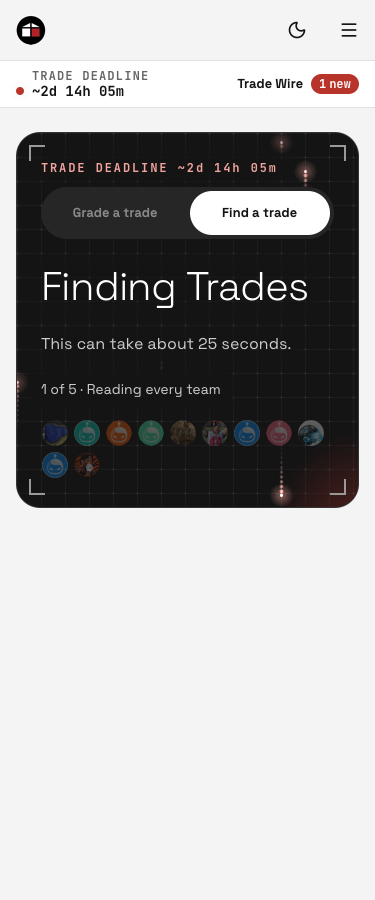 TRADE DEADLINE
~2d 14h 05m
Trade Wire
1 new
TRADE DEADLINE ~2d 14h 05m
Grade a trade
Find a trade
Finding Trades
This can take about 25 seconds.
1 of 5 · Reading every team